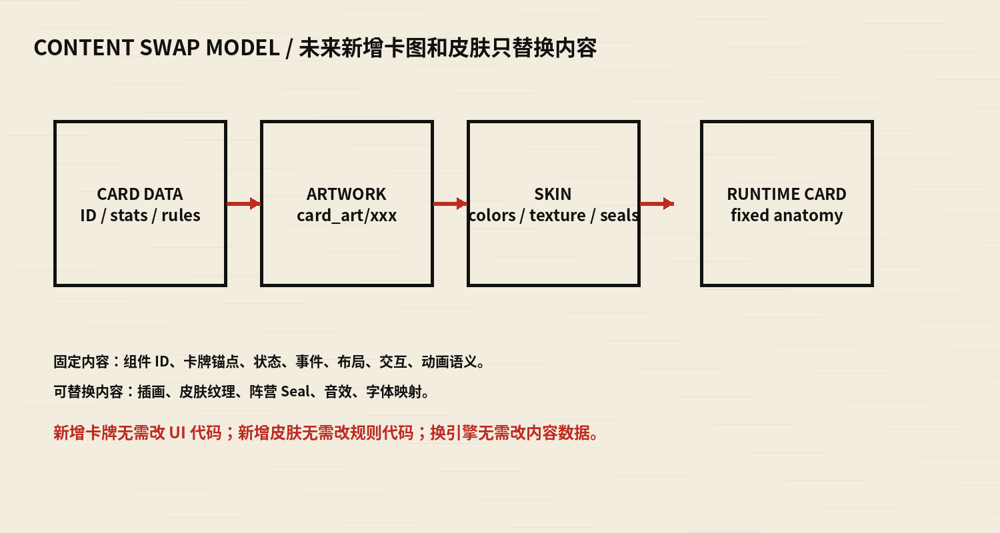 CONTENT SWAP MODEL / 未来新增卡图和皮肤只替换内容
CARD DATA
ID / stats / rules
ARTWORK
card_art/xxx
SKIN
colors / texture / seals
RUNTIME CARD
fixed anatomy
固定内容：组件 ID、卡牌锚点、状态、事件、布局、交互、动画语义。
可替换内容：插画、皮肤纹理、阵营 Seal、音效、字体映射。
新增卡牌无需改 UI 代码；新增皮肤无需改规则代码；换引擎无需改内容数据。